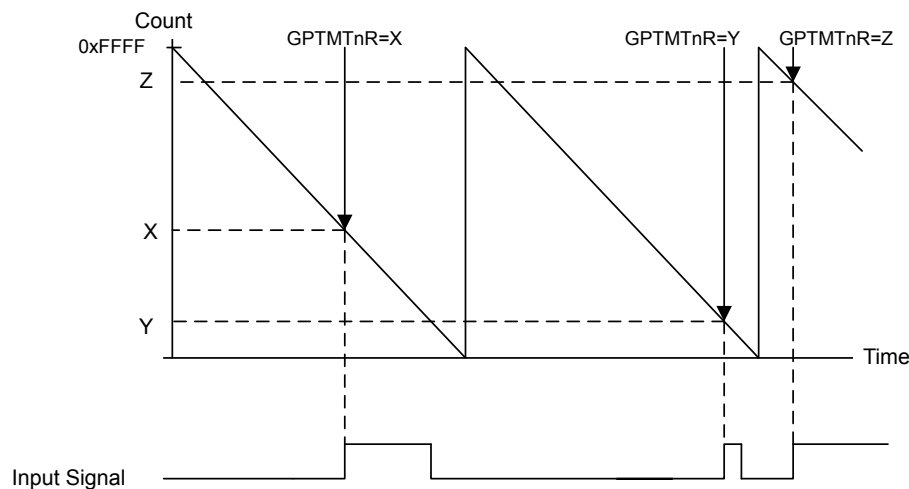 Count
0xFFFF
GPTMTnR=X
GPTMTnR=Y
GPTMTnR=Z
Z
X
Y
Time
Input Signal